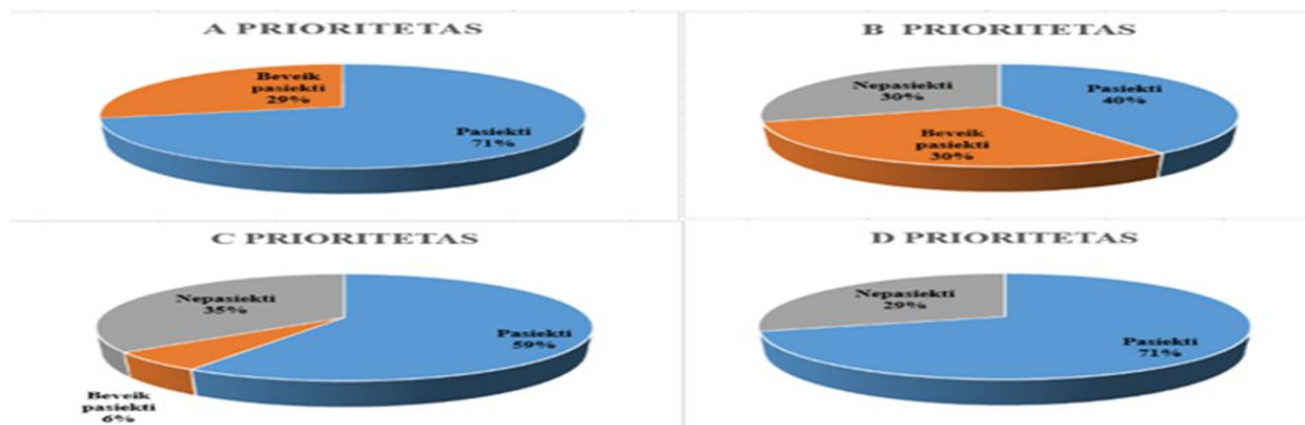 A PRIORITETAS
Beveik
pasiekti
29%
Pasiekti
71%
B PRIORITETAS
Nepasiekti
30%
Pasiekti
40%
Beveik
pasiekti
30%
C PRIORITETAS
Nepasiekti
35%
Pasiekti
59%
Beveik
pasiekti
6%
D PRIORITETAS
Nepasiekti
29%
Pasiekti
71%